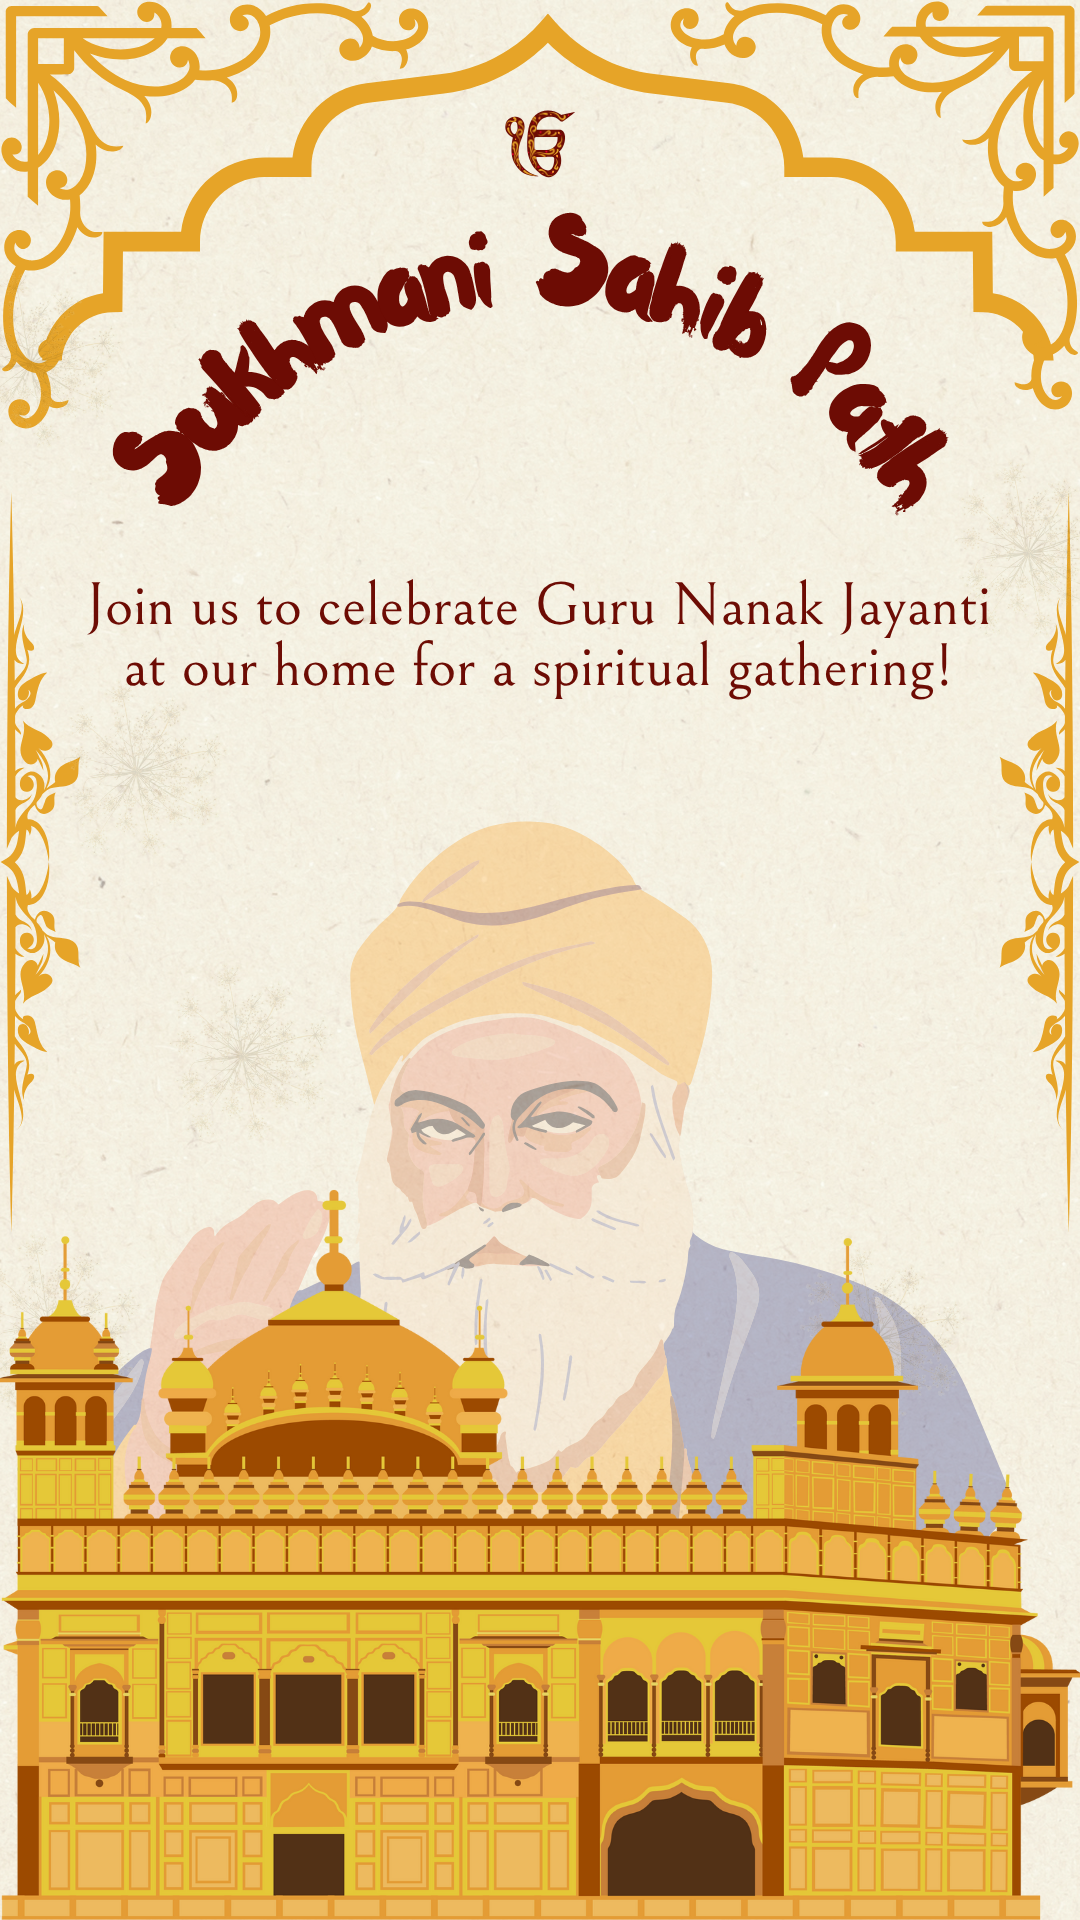 ੴ
Sukhmani Sahib Path
Join us to celebrate Guru Nanak Jayanti
at our home for a spiritual gathering!